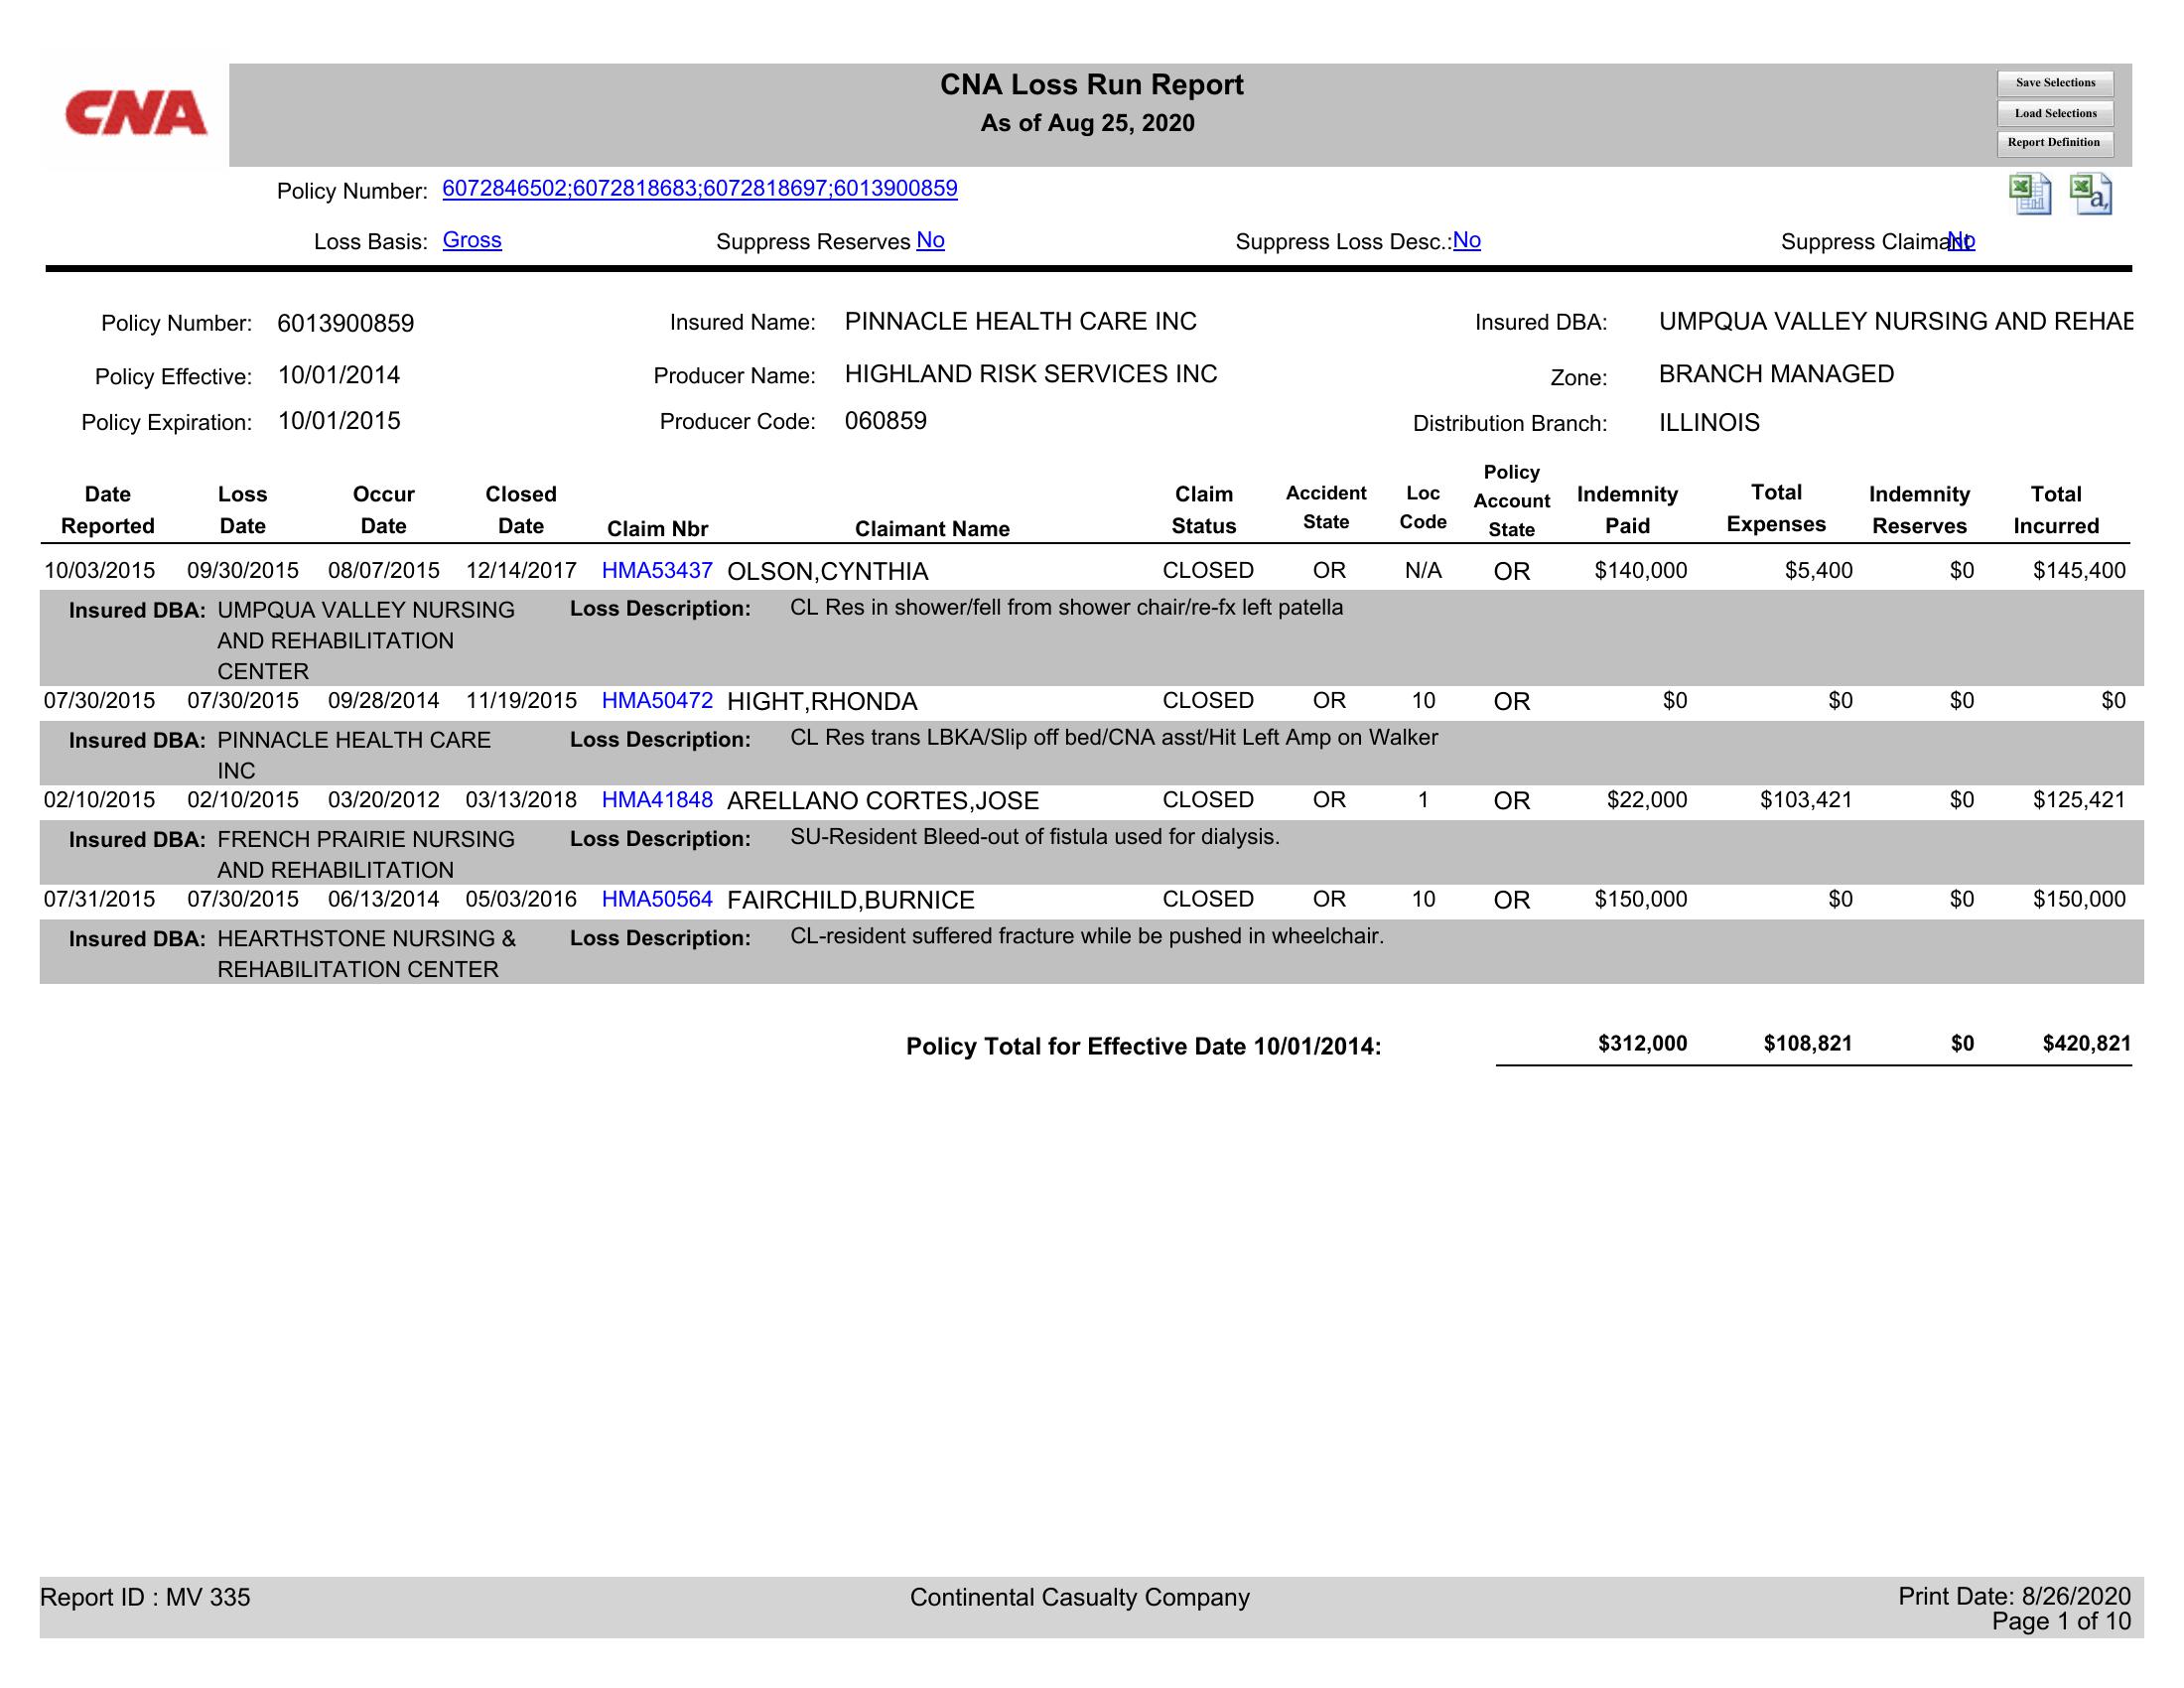 CNA
CNA Loss Run Report
As of Aug 25, 2020
Save Selections
Load Selections
Report Definition
Policy Number: 6072846502;6072818683;6072818697;6013900859
Loss Basis: Gross Suppress Reserves No Suppress Loss Desc.: No Suppress Claimant No
Policy Number: 6013900859 Insured Name: PINNACLE HEALTH CARE INC Insured DBA: UMPQUA VALLEY NURSING AND REHAB
Policy Effective: 10/01/2014 Producer Name: HIGHLAND RISK SERVICES INC Zone: BRANCH MANAGED
Policy Expiration: 10/01/2015 Producer Code: 060859 Distribution Branch: ILLINOIS
Date Reported Loss Date Occur Date Closed Date Claim Nbr Claimant Name Claim Status Accident State Loc Code Policy Account State Indemnity Paid Total Expenses Indemnity Reserves Total Incurred
10/03/2015 09/30/2015 08/07/2015 12/14/2017 HMA53437 OLSON,CYNTHIA CLOSED OR N/A OR $140,000 $5,400 $0 $145,400
Insured DBA: UMPQUA VALLEY NURSING Loss Description: CL Res in shower/fell from shower chair/re-fx left patella
AND REHABILITATION
CENTER
07/30/2015 07/30/2015 09/28/2014 11/19/2015 HMA50472 HIGHT,RHONDA CLOSED OR 10 OR $0 $0 $0 $0
Insured DBA: PINNACLE HEALTH CARE Loss Description: CL Res trans LBKA/Slip off bed/CNA asst/Hit Left Amp on Walker
INC
02/10/2015 02/10/2015 03/20/2012 03/13/2018 HMA41848 ARELLANO CORTES,JOSE CLOSED OR 1 OR $22,000 $103,421 $0 $125,421
Insured DBA: FRENCH PRAIRIE NURSING Loss Description: SU-Resident Bleed-out of fistula used for dialysis.
AND REHABILITATION
07/31/2015 07/30/2015 06/13/2014 05/03/2016 HMA50564 FAIRCHILD,BURNICE CLOSED OR 10 OR $150,000 $0 $0 $150,000
Insured DBA: HEARTHSTONE NURSING & Loss Description: CL-resident suffered fracture while be pushed in wheelchair.
REHABILITATION CENTER
Policy Total for Effective Date 10/01/2014: $312,000 $108,821 $0 $420,821
Report ID : MV 335 Continental Casualty Company Print Date: 8/26/2020
Page 1 of 10